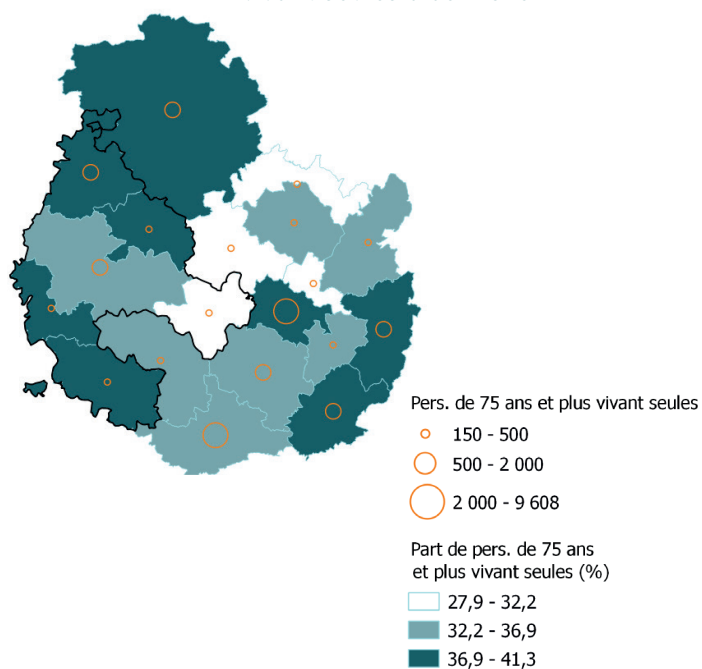 Pers. de 75 ans et plus vivant seules
150 - 500
500 - 2 000
2 000 - 9 608
Part de pers. de 75 ans
et plus vivant seules (%)
27,9 - 32,2
32,2 - 36,9
36,9 - 41,3